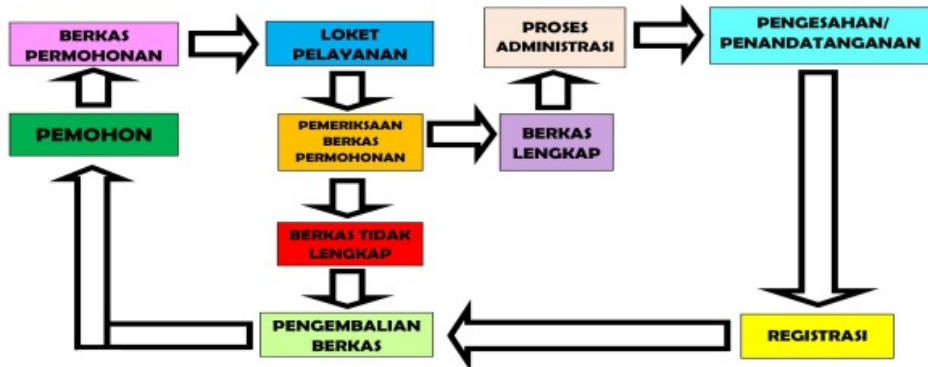 BERKAS
PERMOHONAN
LOKET
PELAYANAN
PROSES
ADMINISTRASI
PENGESAHAN/
PENANDATANGANAN
PEMOHON
PEMERIKSAAN
BERKAS
PERMOHONAN
BERKAS
LENGKAP
BERKAS TIDAK
LENGKAP
PENGEMBALIAN
BERKAS
REGISTRASI